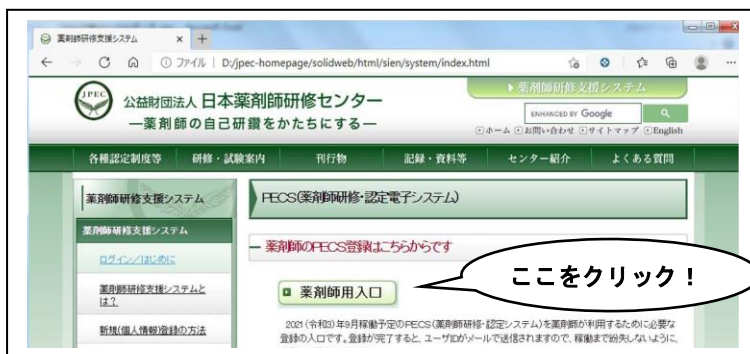 薬剤師研修支援システム
ファイル D:/jpec-homepage/solidweb/html/sien/system/index.html
JPEC
公益財団法人 日本薬剤師研修センター
―薬剤師の自己研鑽をかたちにする―
薬剤師研修支援システム
ENHANCED BY Google
ホーム お問い合わせ サイトマップ English
各種認定制度等 研修・試験案内 刊行物 記録・資料等 センター紹介 よくある質問
薬剤師研修支援システム
薬剤師研修支援システム
ログイン/はじめに
薬剤師研修支援システムと
は?
新規(個人情報)登録の方法
PECS(薬剤師研修・認定電子システム)
薬剤師のPECS登録はこちらからです
薬剤師用入口
ここをクリック!
2021(令和3)年9月稼働予定のPECS(薬剤師研修・認定システム)を薬剤師が利用するために必要な
登録の入口です。登録が完了すると、ユーザIDがメールで送信されますので、稼働まで紛失しないように、